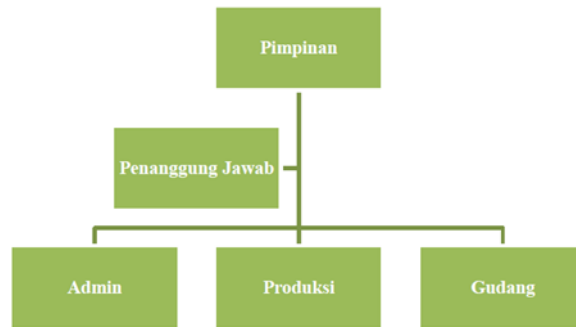 Pimpinan
Penanggung Jawab
Admin
Produksi
Gudang